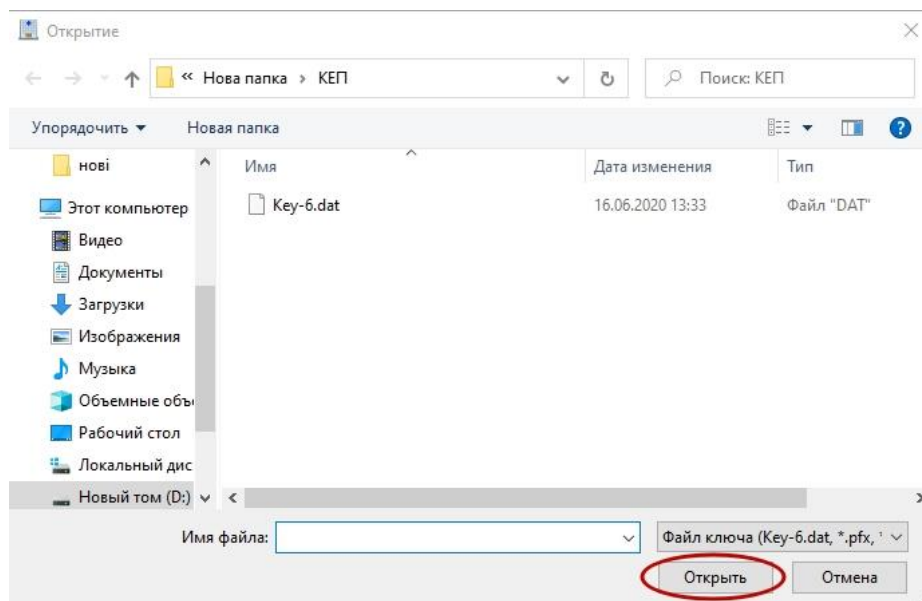 Открытие
« Нова папка › КЕП
Поиск: КЕП
Упорядочить
Новая папка
нові
Этот компьютер
Видео
Документы
Загрузки
Изображения
Музыка
Объемные объ
Рабочий стол
Локальный дис
Новый том (D:)
Имя
Дата изменения
Тип
Key-6.dat
16.06.2020 13:33
Файл "DAT"
Имя файла:
Файл ключа (Key-6.dat, *.pfx, *
Открыть
Отмена